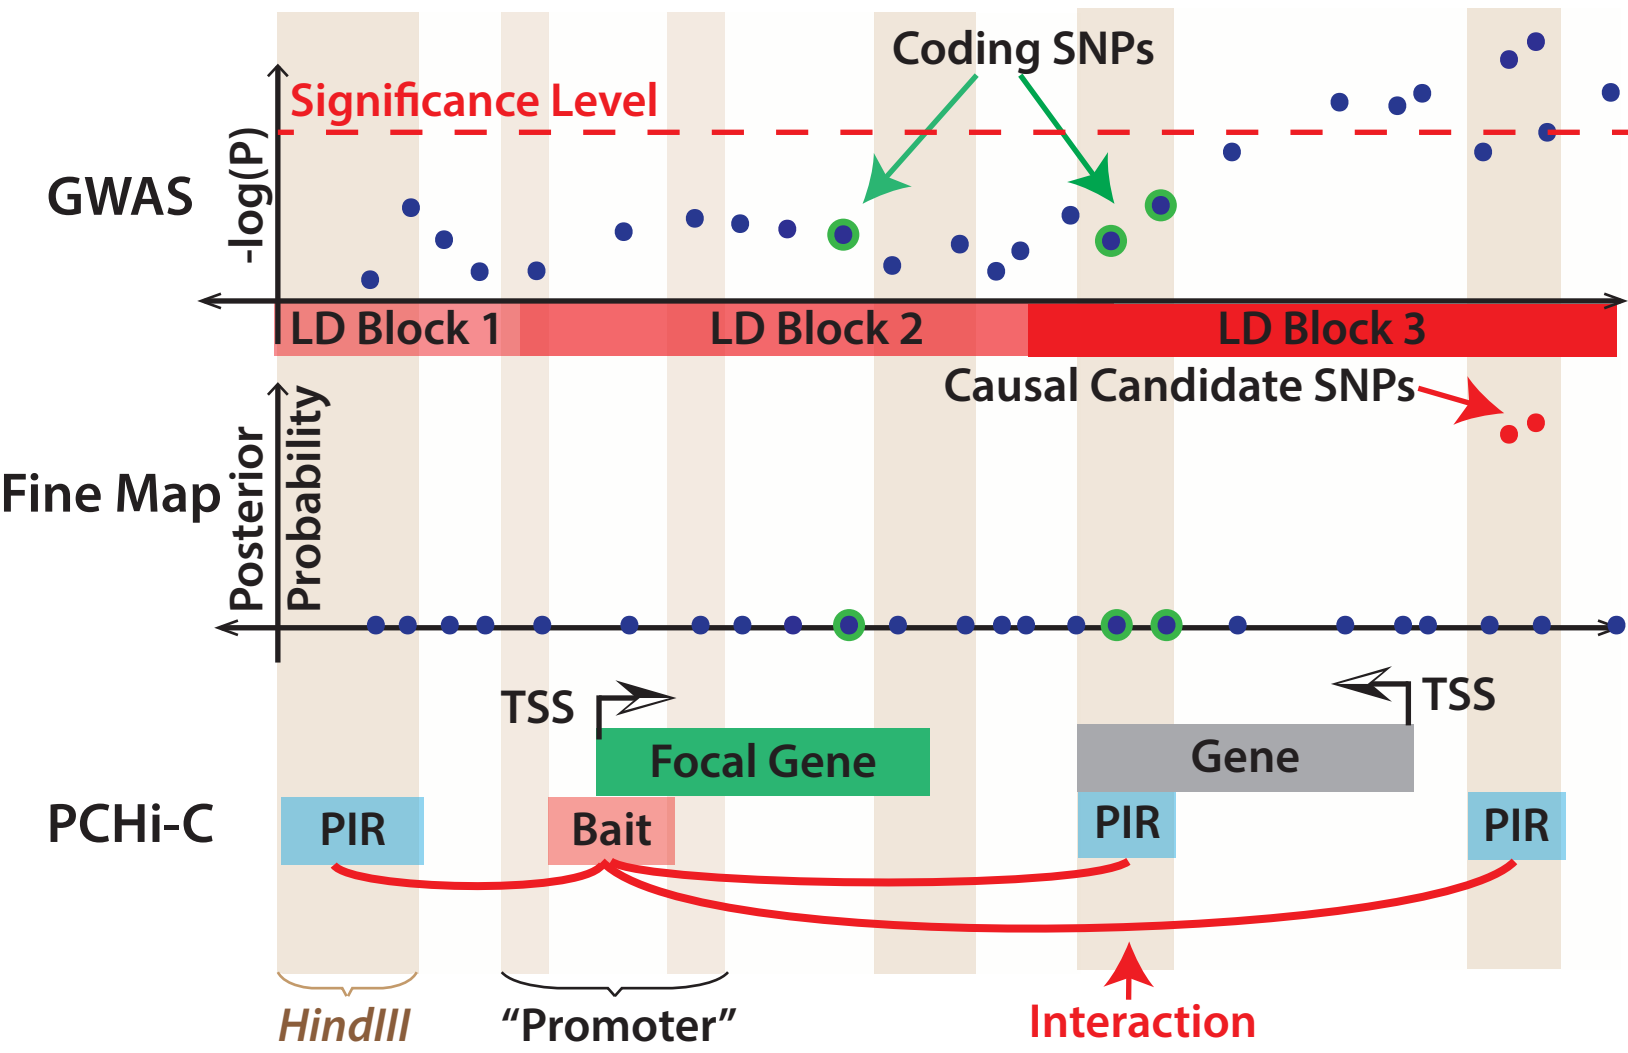 Coding SNPs
Significance Level
GWAS
-log(P)
LD Block 1
LD Block 2
LD Block 3
Causal Candidate SNPs
Fine Map
Posterior
Probability
TSS
TSS
Focal Gene
Gene
PCHi-C
PIR
Bait
PIR
PIR
HindIII
“Promoter”
Interaction